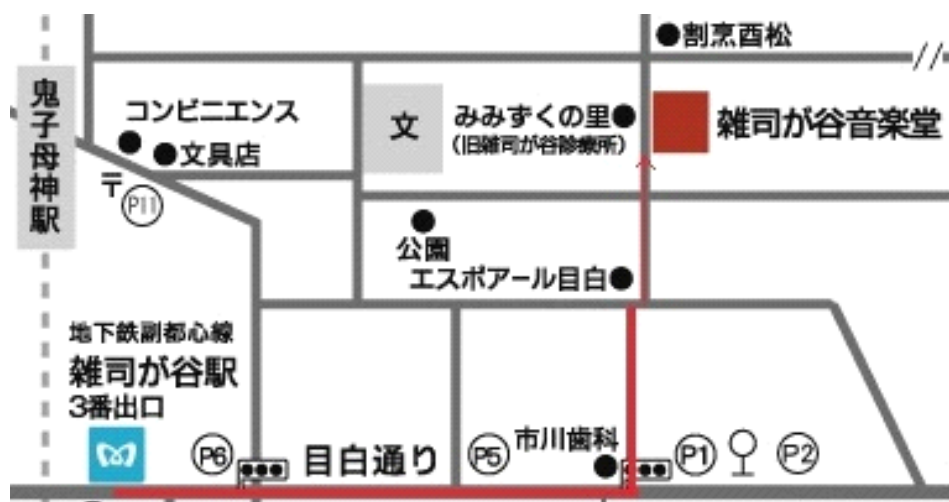 割烹酉松
鬼子母神駅
コンビニエンス
文具店
文
みみずくの里
(旧雑司が谷診療所)
雑司が谷音楽堂
〒
P11
公園
エスポアール目白
地下鉄副都心線
雑司が谷駅
3番出口
P6
目白通り
P5
市川歯科
P1
P2